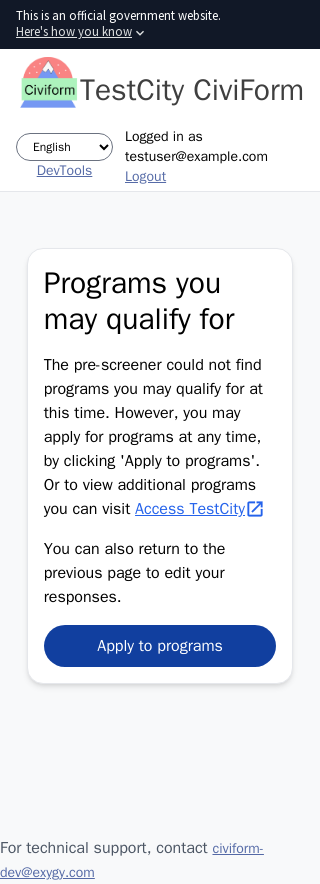 This is an official government website.
Here's how you know
Civiform
TestCity CiviForm
English
DevTools
Logged in as
testuser@example.com
Logout
Programs you
may qualify for
The pre-screener could not find
programs you may qualify for at
this time. However, you may
apply for programs at any time,
by clicking 'Apply to programs'.
Or to view additional programs
you can visit Access TestCity
You can also return to the
previous page to edit your
responses.
Apply to programs
For technical support, contact civiform-
dev@exygy.com